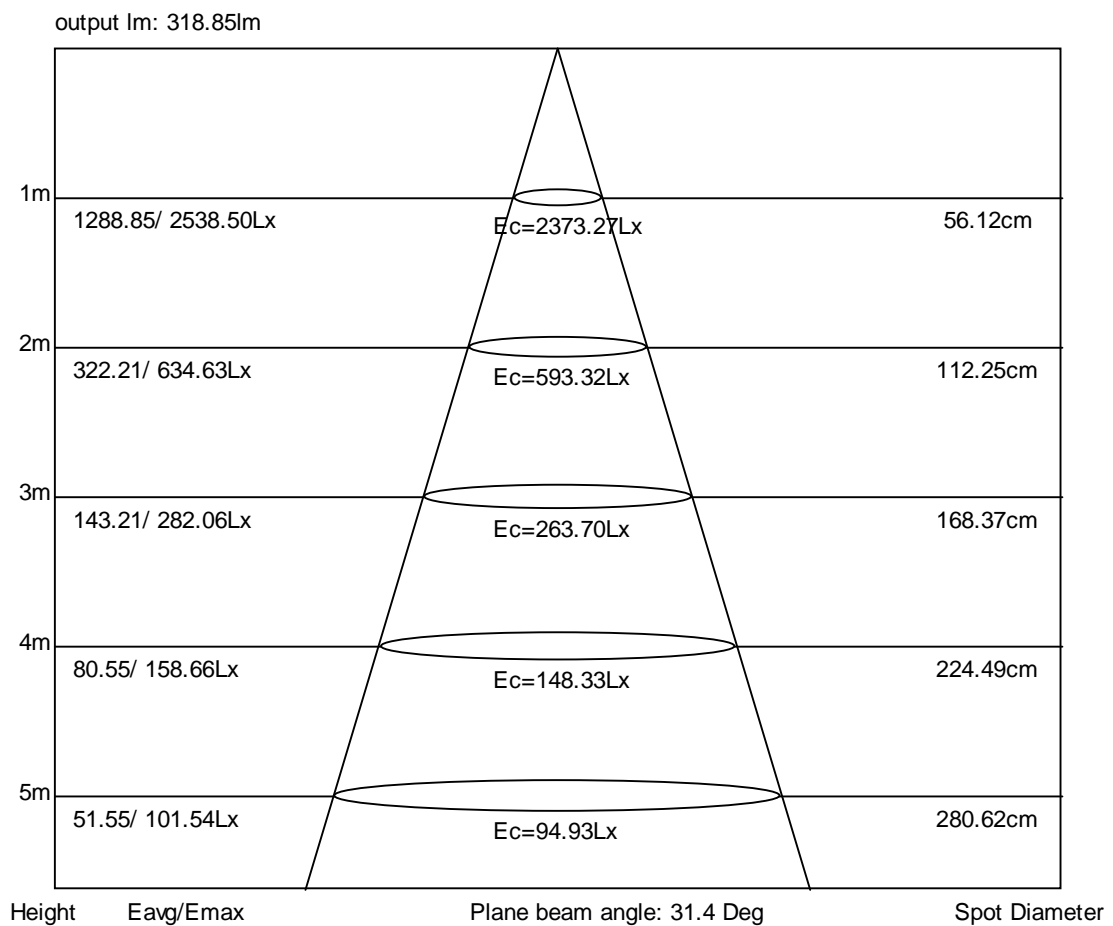 output lm: 318.85lm
1m
1288.85/ 2538.50Lx
Ec=2373.27Lx
56.12cm
2m
322.21/ 634.63Lx
Ec=593.32Lx
112.25cm
3m
143.21/ 282.06Lx
Ec=263.70Lx
168.37cm
4m
80.55/ 158.66Lx
Ec=148.33Lx
224.49cm
5m
51.55/ 101.54Lx
Ec=94.93Lx
280.62cm
Height Eavg/Emax Plane beam angle: 31.4 Deg Spot Diameter